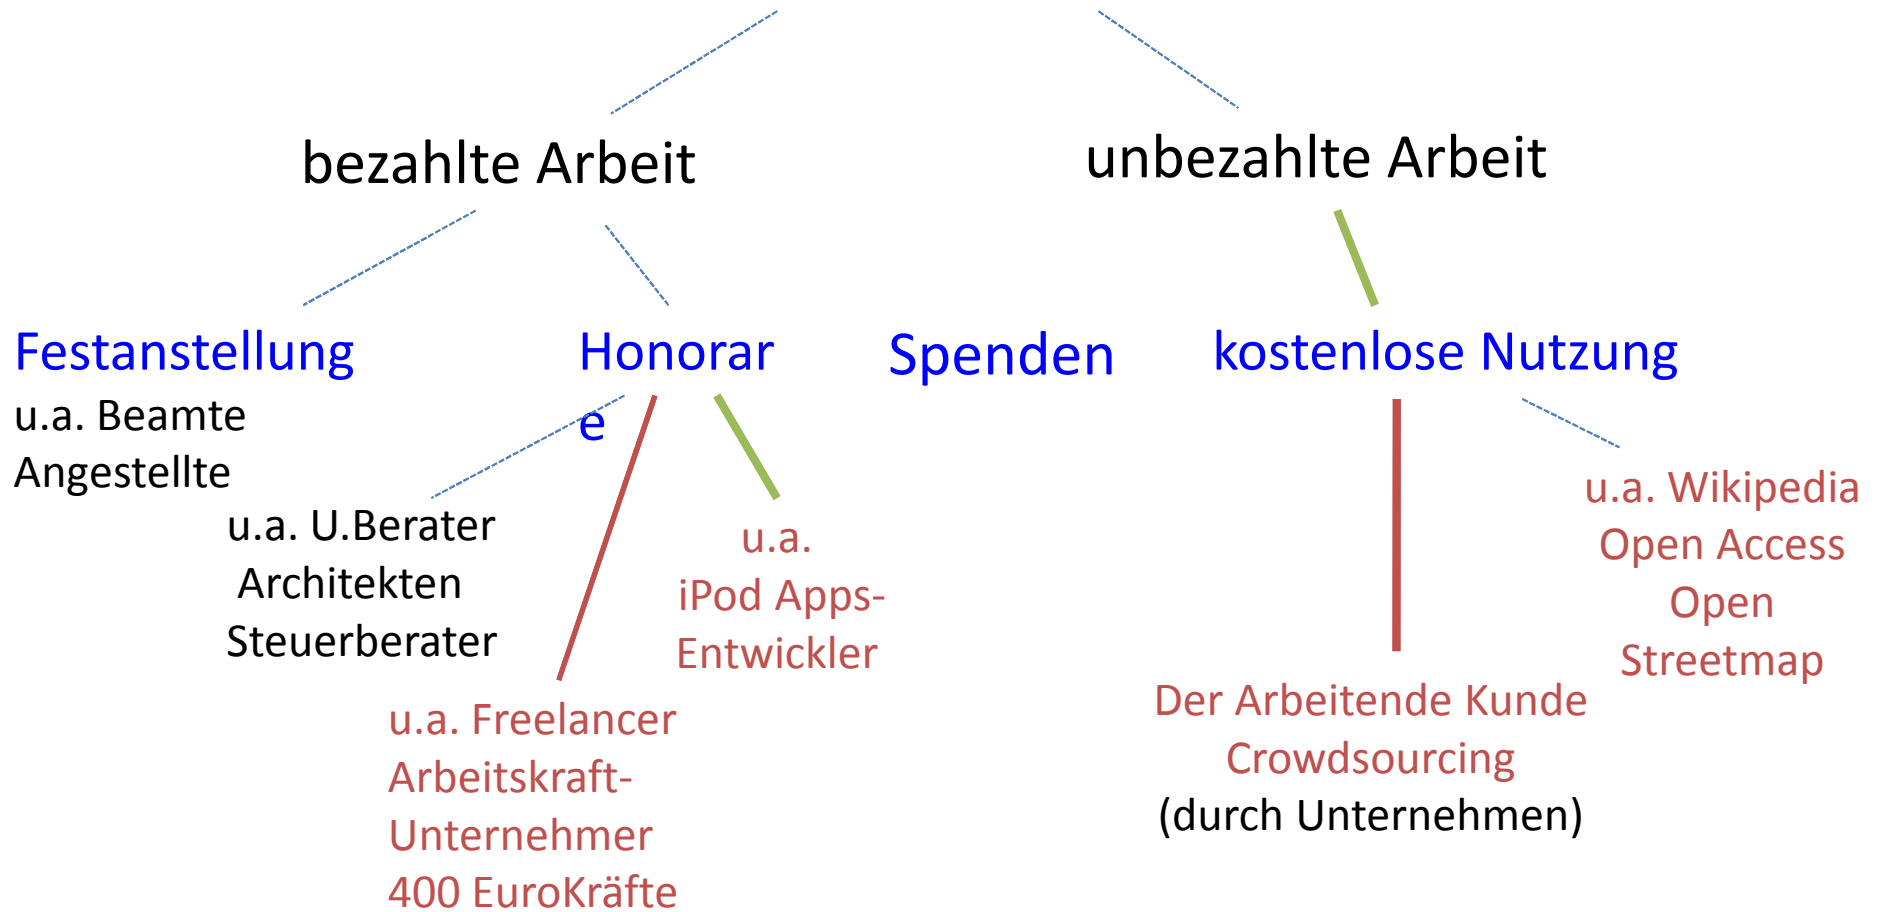 bezahlte Arbeit
unbezahlte Arbeit
Festanstellung
u.a. Beamte
Angestellte
Honorar
e
Spenden
kostenlose Nutzung
u.a. U.Berater
Architekten
Steuerberater
u.a. Freelancer
Arbeitskraft-
Unternehmer
400 EuroKräfte
u.a.
iPod Apps-
Entwickler
Der Arbeitende Kunde
Crowdsourcing
(durch Unternehmen)
u.a. Wikipedia
Open Access
Open
Streetmap